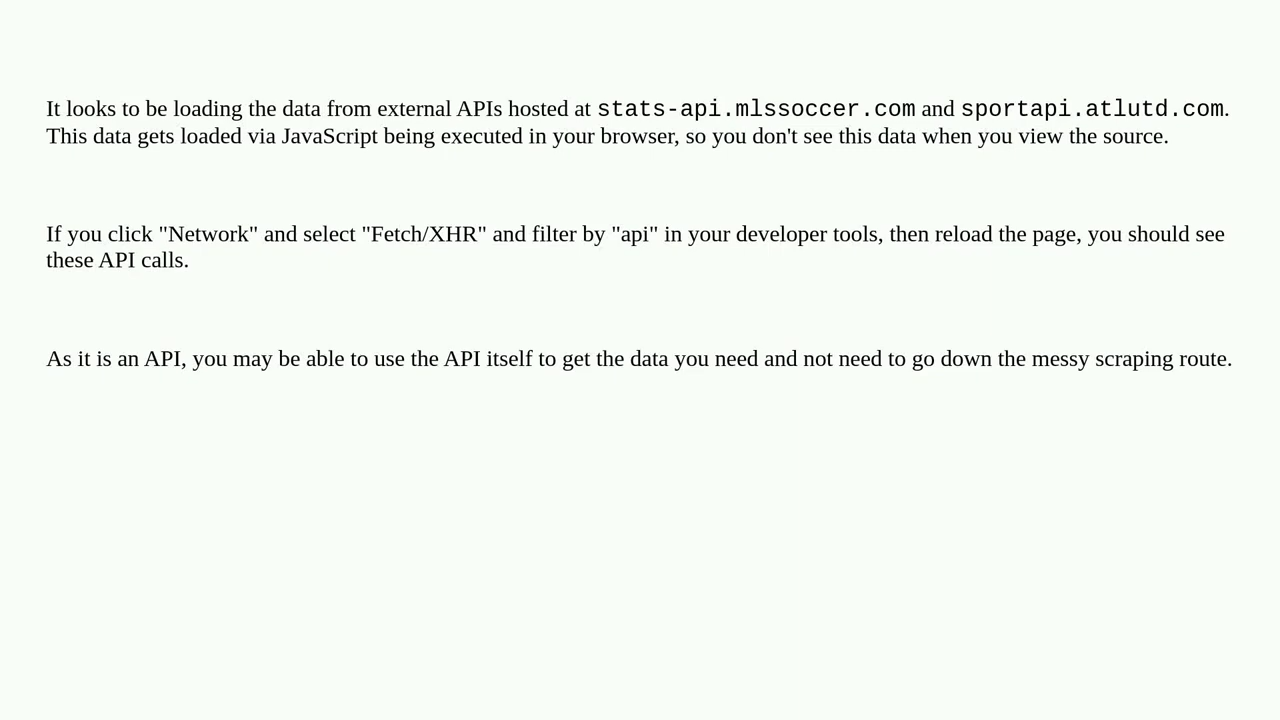 It looks to be loading the data from external APIs hosted at stats-api.mlssoccer.com and sportapi.atlutd.com.
This data gets loaded via JavaScript being executed in your browser, so you don't see this data when you view the source.
If you click "Network" and select "Fetch/XHR" and filter by "api" in your developer tools, then reload the page, you should see
these API calls.
As it is an API, you may be able to use the API itself to get the data you need and not need to go down the messy scraping route.